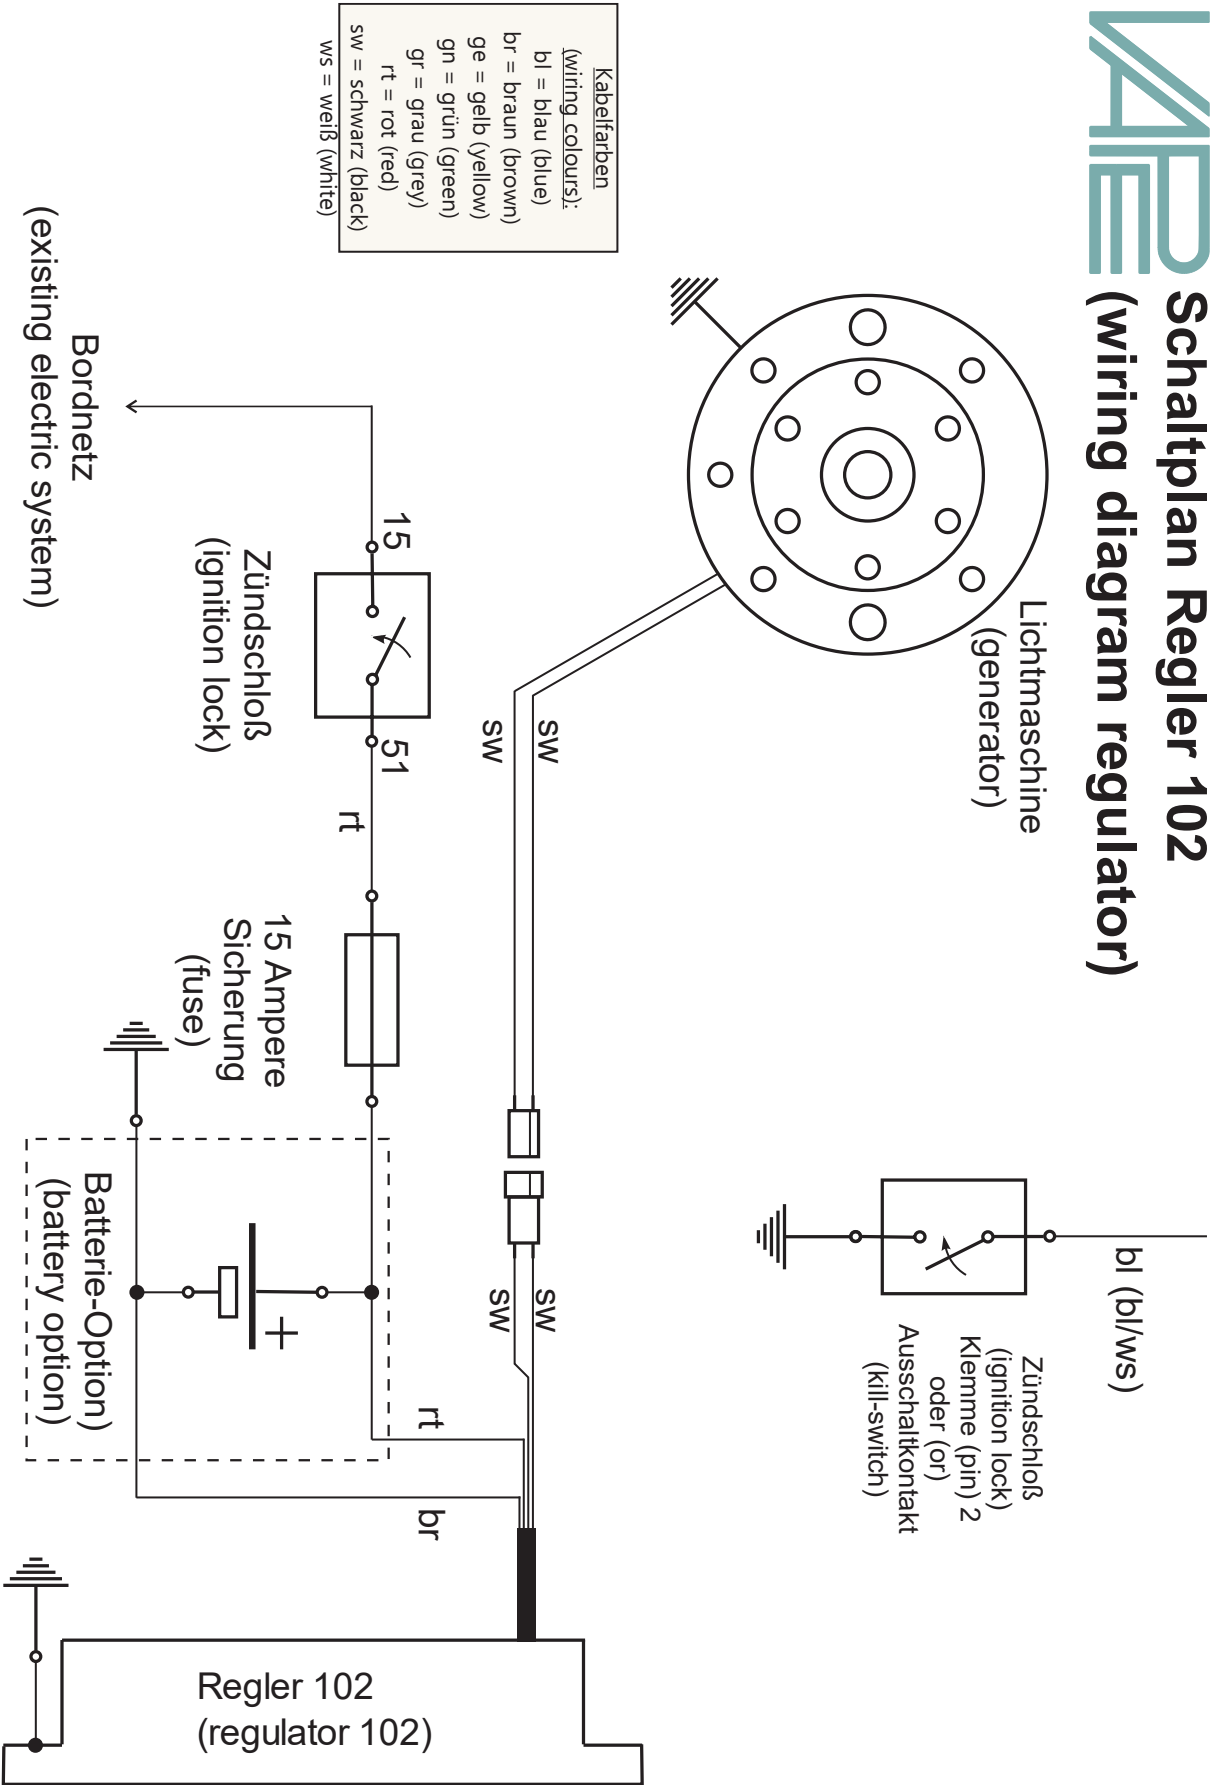 VAPE
Schaltplan Regler 102
(wiring diagram regulator)
Lichtmaschine
(generator)
bl (bl/ws)
Zündschloß
(ignition lock)
Klemme (pin) 2
oder (or)
Ausschaltkontakt
(kill-switch)
Kabelfarben
(wiring colours):
bl = blau (blue)
br = braun (brown)
ge = gelb (yellow)
gn = grün (green)
gr = grau (grey)
rt = rot (red)
sw = schwarz (black)
ws = weiß (white)
sw
sw
sw
sw
15
51
Zündschloß
(ignition lock)
rt
15 Ampere
Sicherung
(fuse)
Bordnetz
(existing electric system)
+
Batterie-Option)
(battery option)
rt
br
Regler 102
(regulator 102)